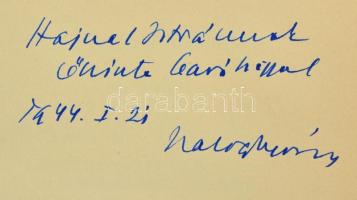 Hajnal Istvánnak
őszinte barátsággal
1944. I. 21
darabanth